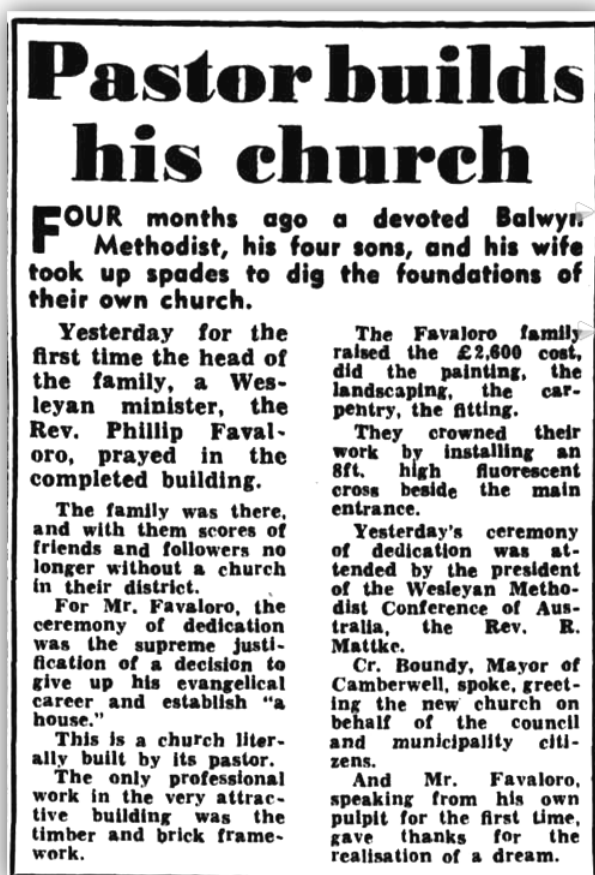 Pastor builds
his church
FOUR months ago a devoted Balwyn
Methodist, his four sons, and his wife
took up spades to dig the foundations of
their own church.
Yesterday for the
first time the head of
the family, a Wes-
leyan minister, the
Rev. Phillip Faval-
oro, prayed in the
completed building.
The family was there,
and with them scores of
friends and followers no
longer without a church
in their district.
For Mr. Favaloro, the
ceremony of dedication
was the supreme justi-
fication of a decision to
give up his evangelical
career and establish "a
house."
This is a church liter-
ally built by its pastor.
The only professional
work in the very attrac-
tive building was the
timber and brick frame-
work.
The Favaloro family
raised the £2,600 cost,
did the painting, the
landscaping, the car-
pentry, the fitting.
They crowned their
work by installing an
8ft. high fluorescent
cross beside the main
entrance.
Yesterday's ceremony
of dedication was at-
tended by the president
of the Wesleyan Metho-
dist Conference of Aus-
tralia, the Rev. R.
Mattke.
Cr. Boundy, Mayor of
Camberwell, spoke, greet-
ing the new church on
behalf of the council
and municipality citi-
zens.
And Mr. Favaloro,
speaking from his own
pulpit for the first time,
gave thanks for the
realisation of a dream.